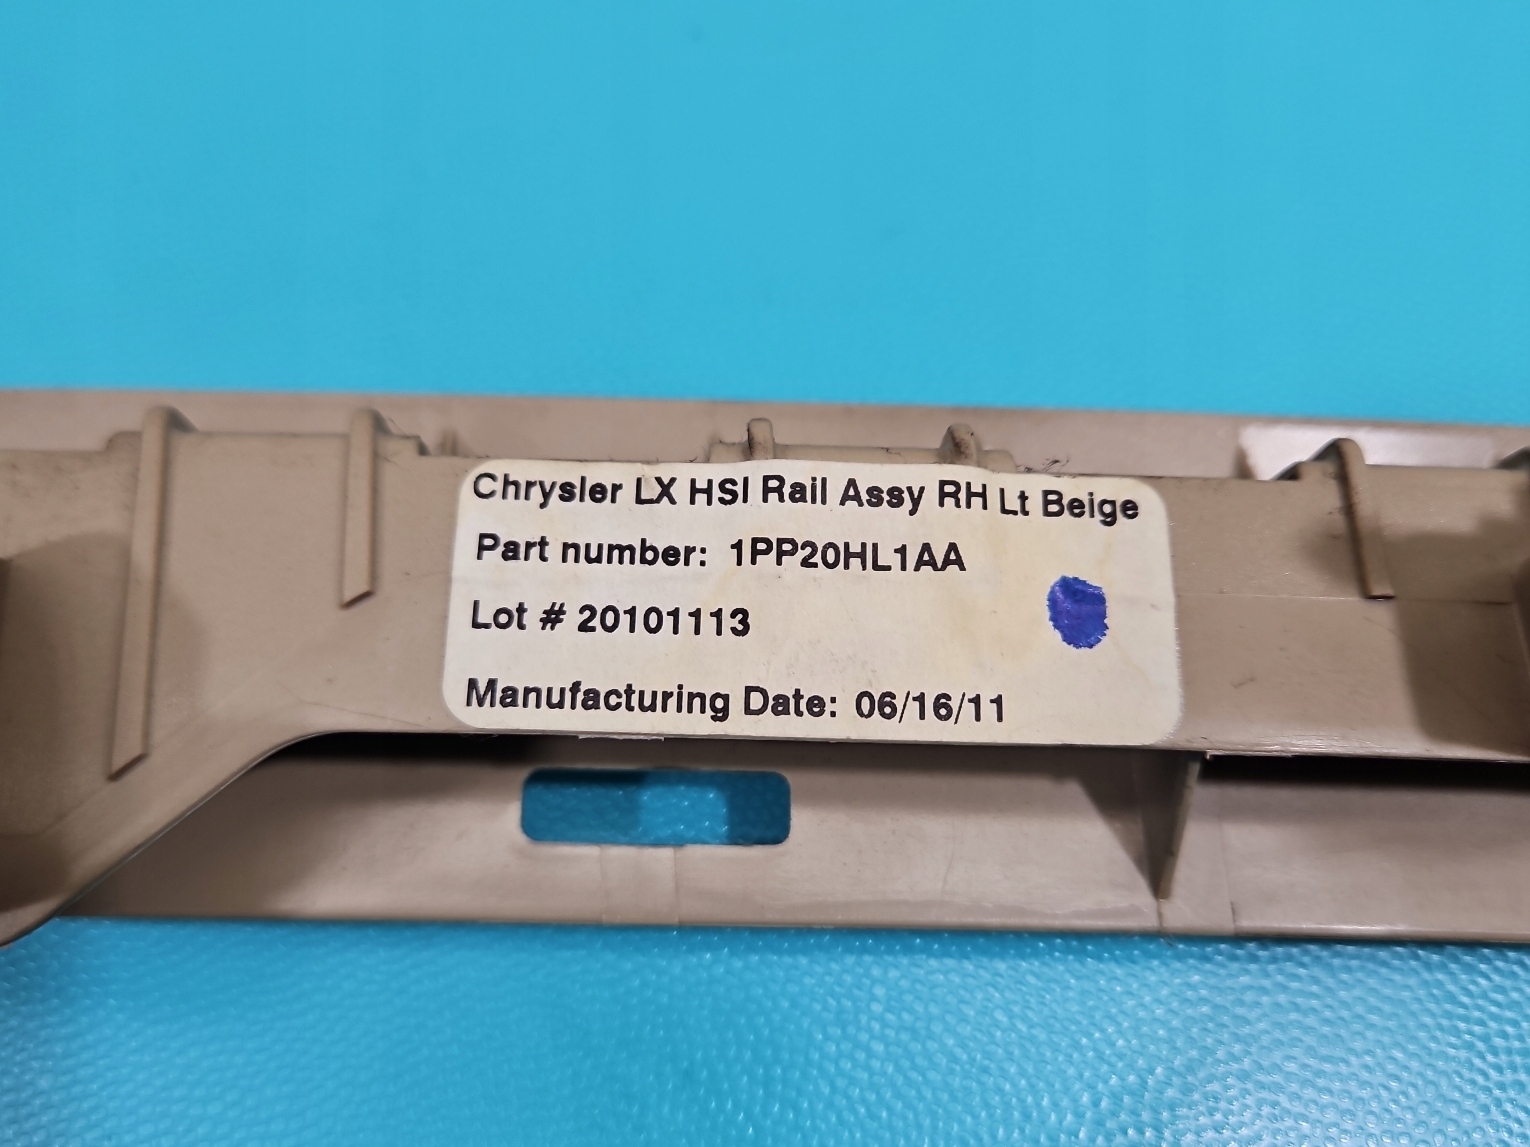 Chrysler LX HSI Rail Assy RH Lt Beige
Part number: 1PP20HL1AA
Lot # 20101113
Manufacturing Date: 06/16/11